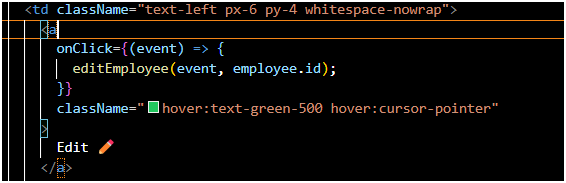 <td className="text-left px-6 py-4 whitespace-nowrap">
<a
onClick={(event) => {
editEmployee(event, employee.id);
}}
className="hover:text-green-500 hover:cursor-pointer"
>
Edit ✏️
</a>